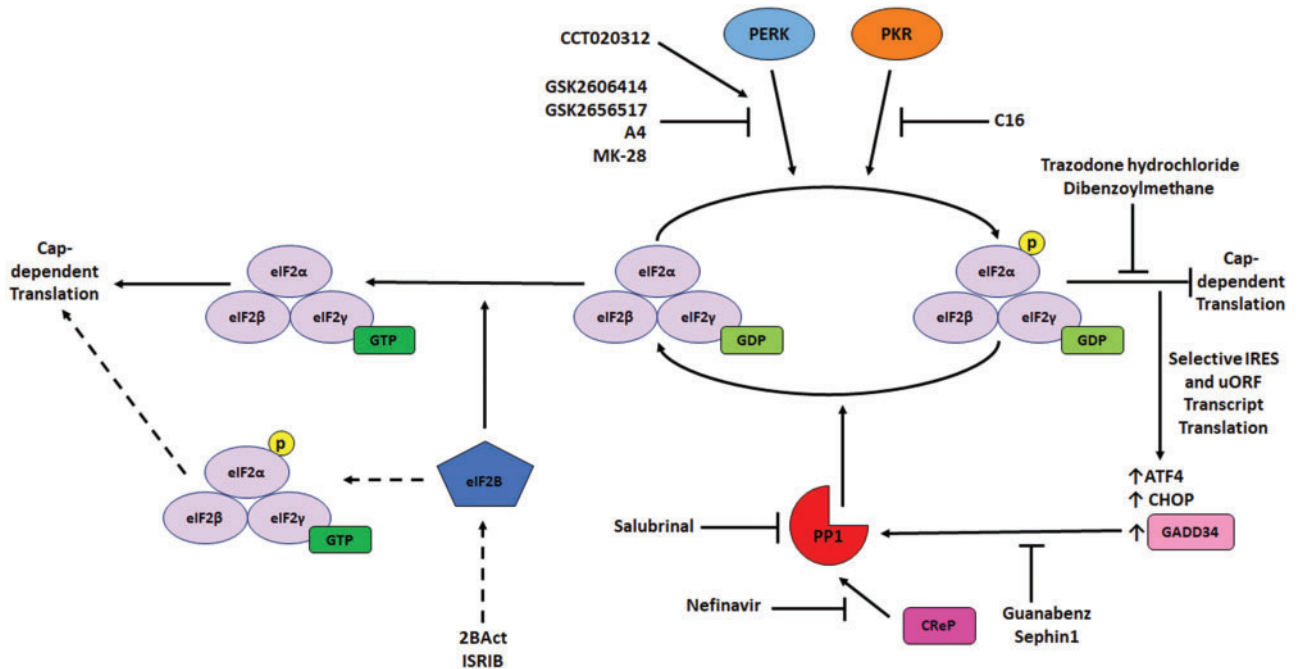 CCT020312
PERK
PKR
GSK2606414
GSK2656517
A4
MK-28
C16
Trazodone hydrochloride
Dibenzoylmethane
Cap-
dependent
Translation
eIF2α
eIF2β
eIF2γ
GTP
eIF2α
eIF2β
eIF2γ
GDP
p
eIF2α
eIF2β
eIF2γ
GDP
Cap-
dependent
Translation
Selective IRES
and uORF
Transcript
Translation
p
eIF2α
eIF2β
eIF2γ
GTP
eIF2B
2BAct
ISRIB
Salubrinal
PP1
↑ATF4
↑ CHOP
↑ GADD34
Nefinavir
CReP
Guanabenz
Sephin1